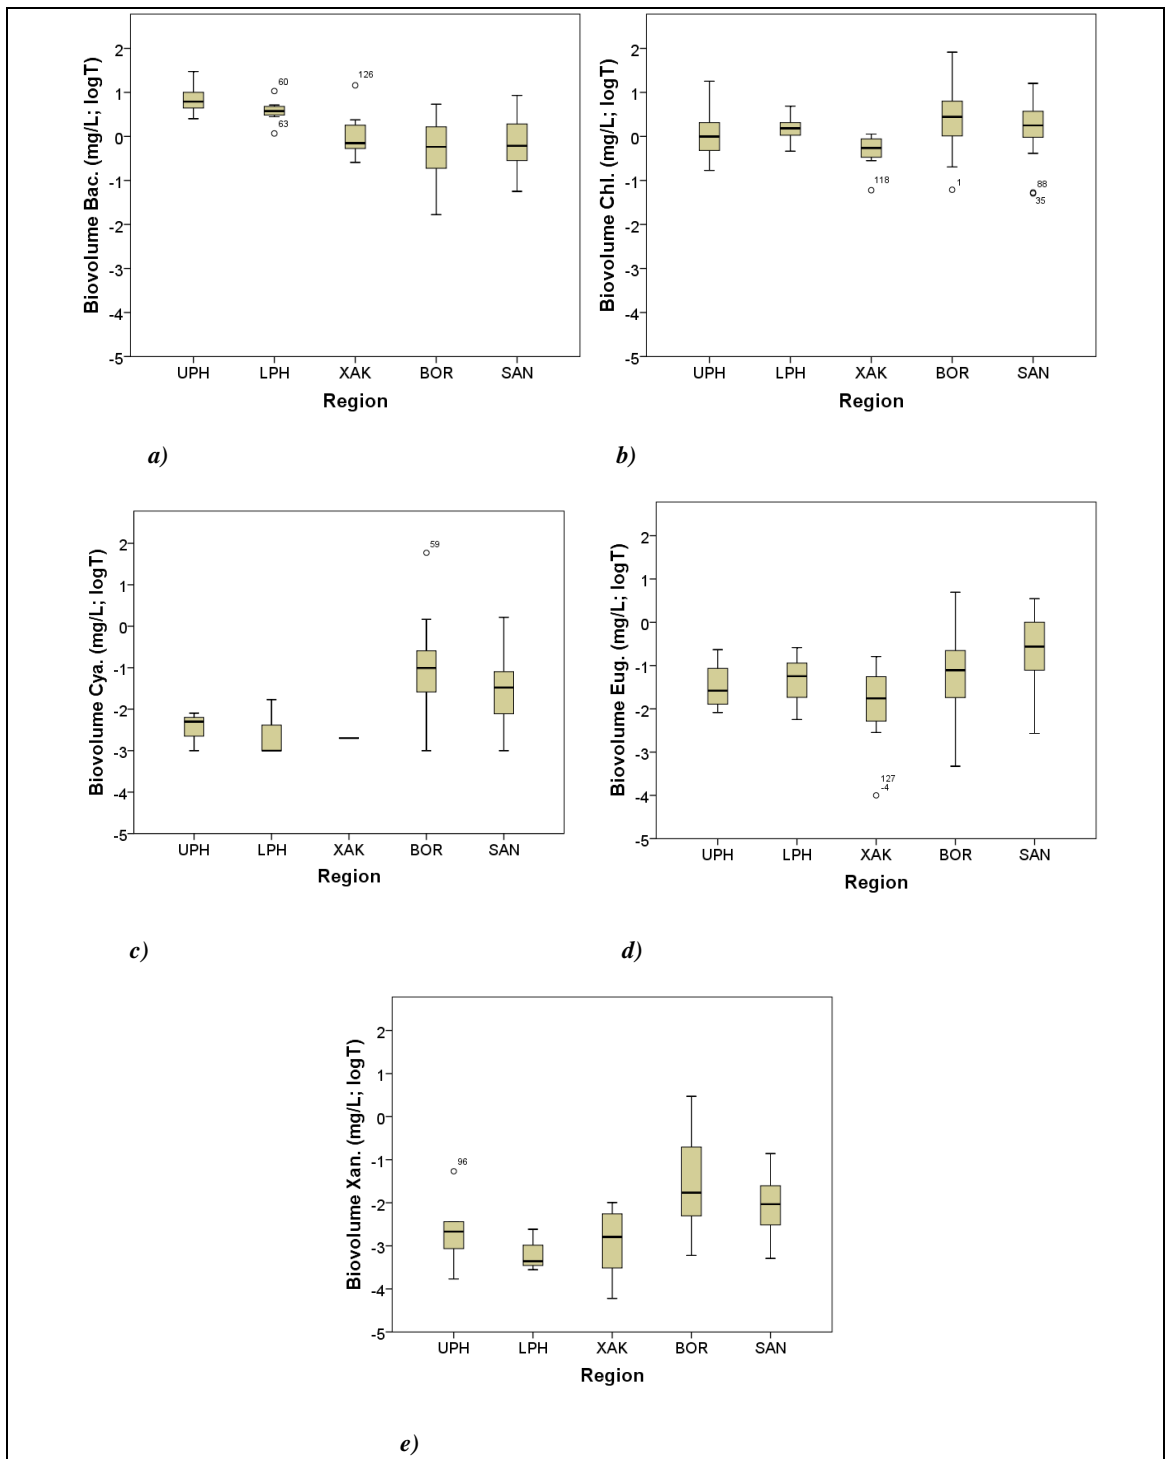 Biovolume Bac. (mg/L; logT)
2
1
0
-1
-2
-3
-4
-5
60
63
126
UPH LPH XAK BOR SAN
Region
a)
Biovolume Chl. (mg/L; logT)
2
1
0
-1
-2
-3
-4
-5
118
1
88
35
UPH LPH XAK BOR SAN
Region
b)
Biovolume Cya. (mg/L; logT)
2
1
0
-1
-2
-3
-4
-5
59
UPH LPH XAK BOR SAN
Region
c)
Biovolume Eug. (mg/L; logT)
2
1
0
-1
-2
-3
-4
-5
127
-4
UPH LPH XAK BOR SAN
Region
d)
Biovolume Xan. (mg/L; logT)
2
1
0
-1
-2
-3
-4
-5
96
UPH LPH XAK BOR SAN
Region
e)